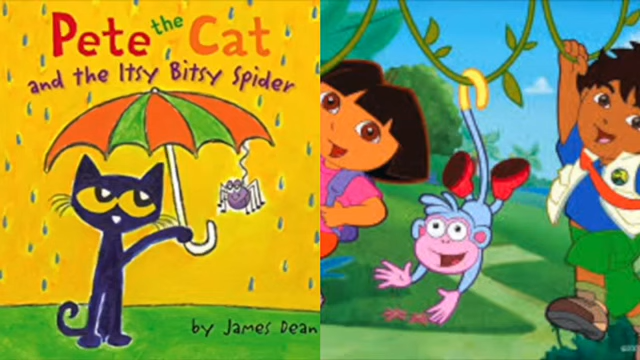 Pete the Cat
and the Itsy Bitsy Spider
by James Dean